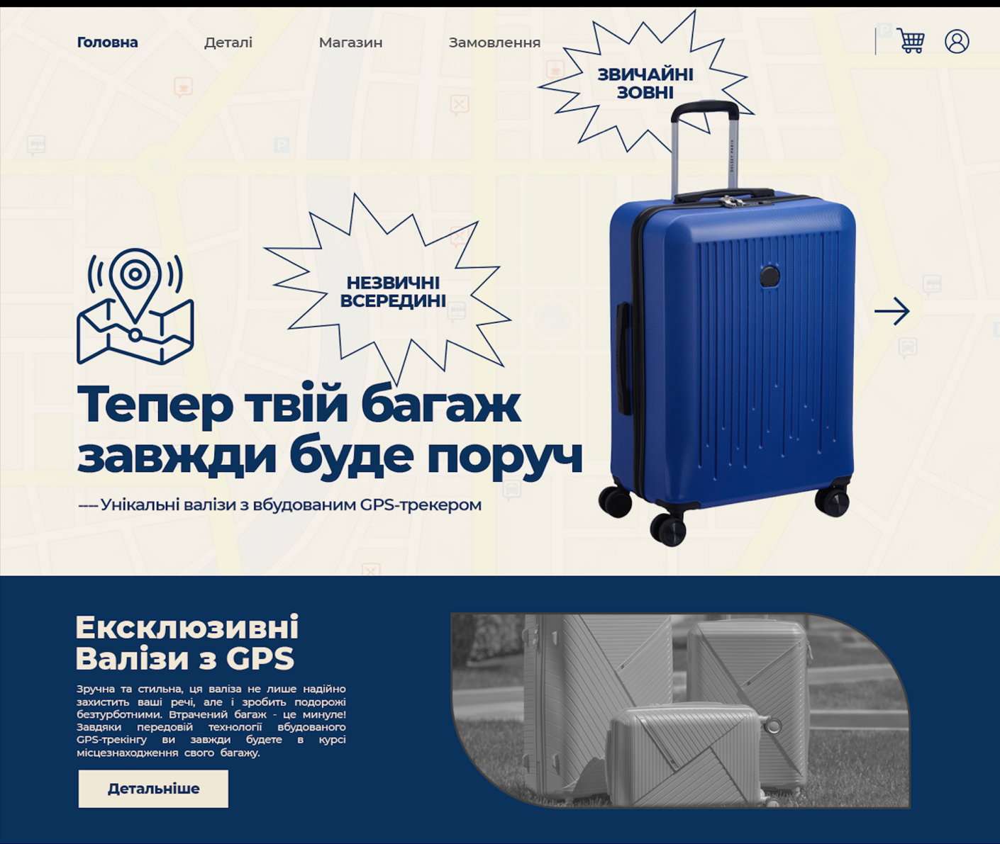 Головна
Деталі
Магазин
Замовлення
ЗВИЧАЙНІ
ЗОВНІ
НЕЗВИЧНІ
ВСЕРЕДИНІ
Тепер твій багаж
завжди буде поруч
---- Унікальні валізи з вбудованим GPS-трекером
Ексклюзивні
Валізи з GPS
Зручна та стильна, ця валіза не лише надійно
захистить ваші речі, але і зробить подорожі
безтурботними. Втрачений багаж - це минуле!
Завдяки передовій технології вбудованого
GPS-трекінгу ви завжди будете в курсі
місцезнаходження свого багажу.
Детальніше